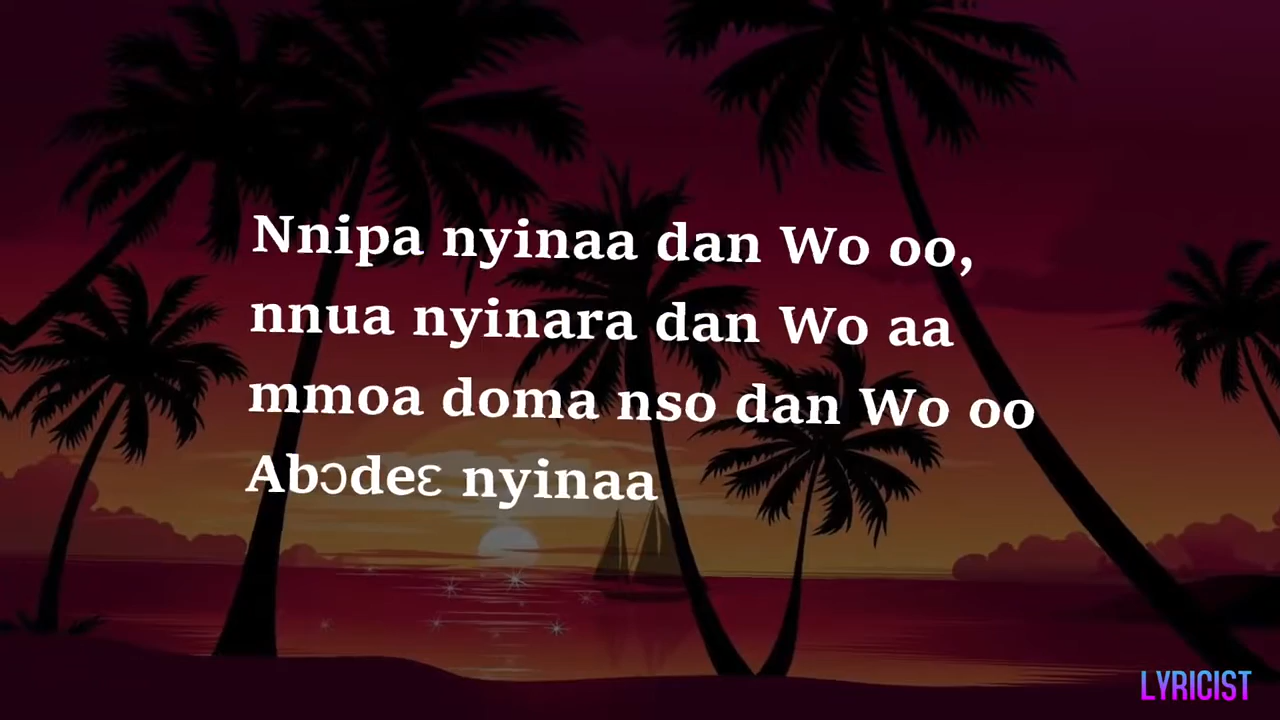 Nnipa nyinaa dan Wo oo,
nnua nyinara dan Wo aa
mmoa doma nso dan Wo oo
Abɔdeɛ nyinaa
LYRICIST